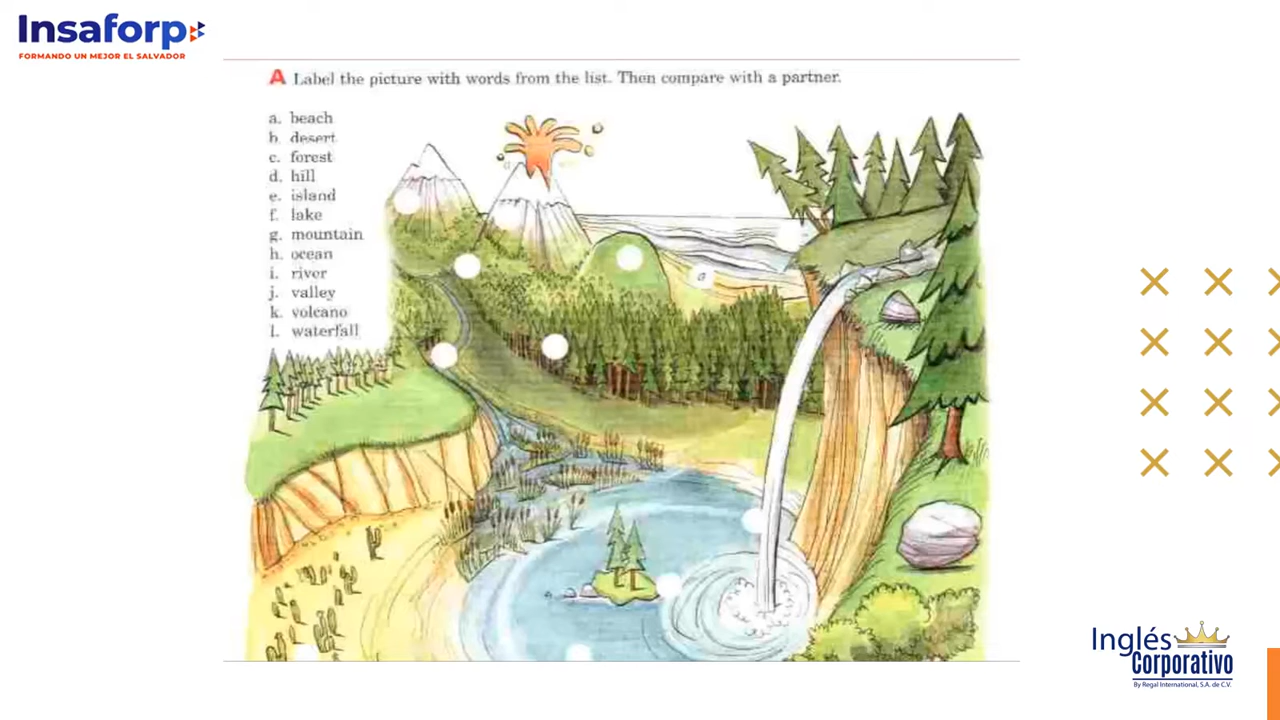 Insaforp
FORMANDO UN MEJOR EL SALVADOR
A Label the picture with words from the list. Then compare with a partner.
a. beach
b. desert
c. forest
d. hill
e. island
f. lake
g. mountain
h. ocean
i. river
j. valley
k. volcano
l. waterfall
a
Inglés
Corporativo
By Regal International, S.A. de C.V.